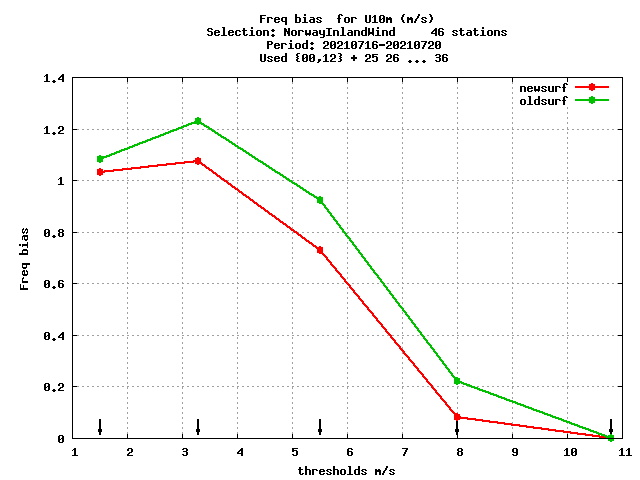 Freq bias  for U10m (m/s)
Selection: NorwayInlandWind     46 stations
Period: 20210716-20210720
Used {00,12} + 25 26 ... 36
newsurf
oldsurf
1.4
1.2
1
0.8
0.6
0.4
0.2
0
Freq bias
1 2 3 4 5 6 7 8 9 10 11
thresholds m/s